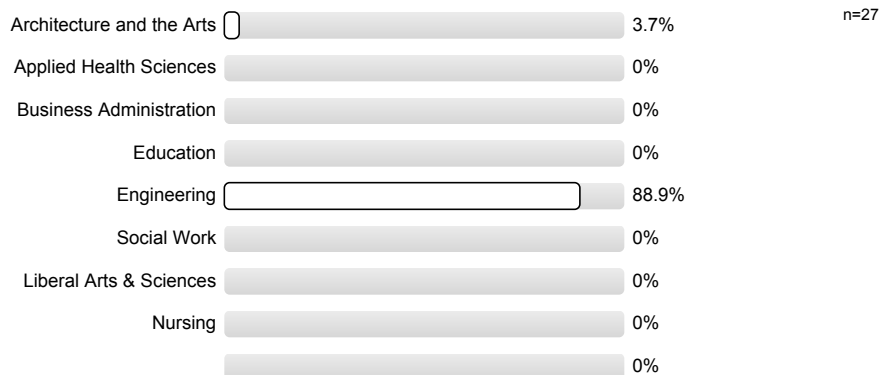 Architecture and the Arts 3.7% n=27
Applied Health Sciences 0%
Business Administration 0%
Education 0%
Engineering 88.9%
Social Work 0%
Liberal Arts & Sciences 0%
Nursing 0%
0%